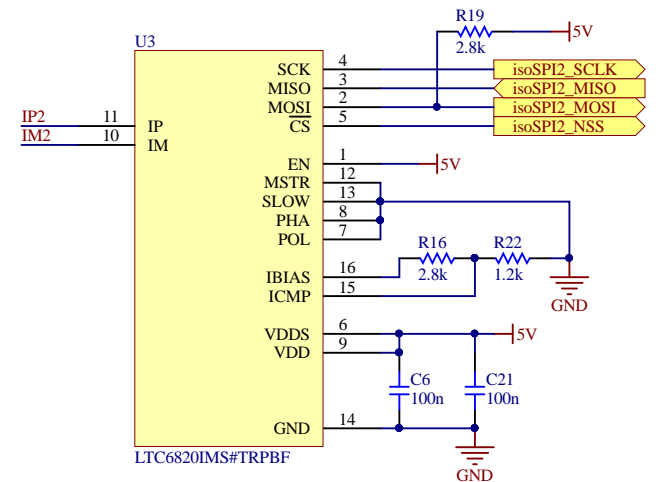 R19
5V
2.8k
U3
SCK 4 isoSPI2_SCLK
MISO 3 isoSPI2_MISO
MOSI 2 isoSPI2_MOSI
CS 5 isoSPI2_NSS
IP2 11 IP
IM2 10 IM
EN 1 5V
MSTR 12
SLOW 13
PHA 8
POL 7
R16 R22
IBIAS 16 2.8k 1.2k
ICMP 15
GND
VDDS 6 5V
VDD 9
C6 C21
100n 100n
GND 14
LTC6820IMS#TRPBF
GND